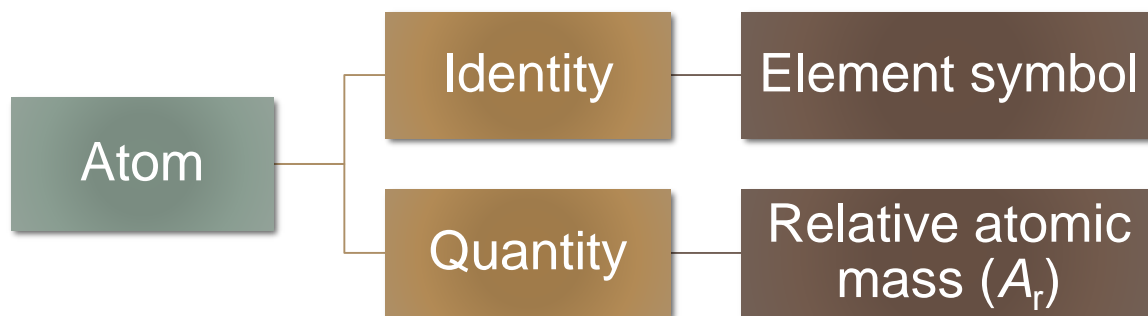 Atom
Identity
Element symbol
Quantity
Relative atomic
mass (Ar)